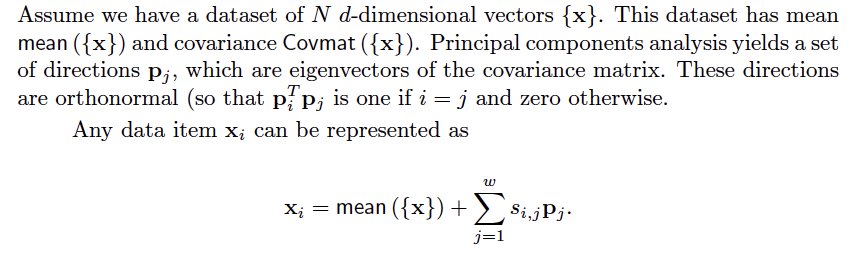 Assume we have a dataset of N d-dimensional vectors {x}. This dataset has mean
mean ({x}) and covariance Covmat ({x}). Principal components analysis yields a set
of directions p_j, which are eigenvectors of the covariance matrix. These directions
are orthonormal (so that p_i^T p_j is one if i = j and zero otherwise.
Any data item x_i can be represented as
x_i = mean ({x}) + ∑_{j=1}^{w} s_{i,j} p_j.